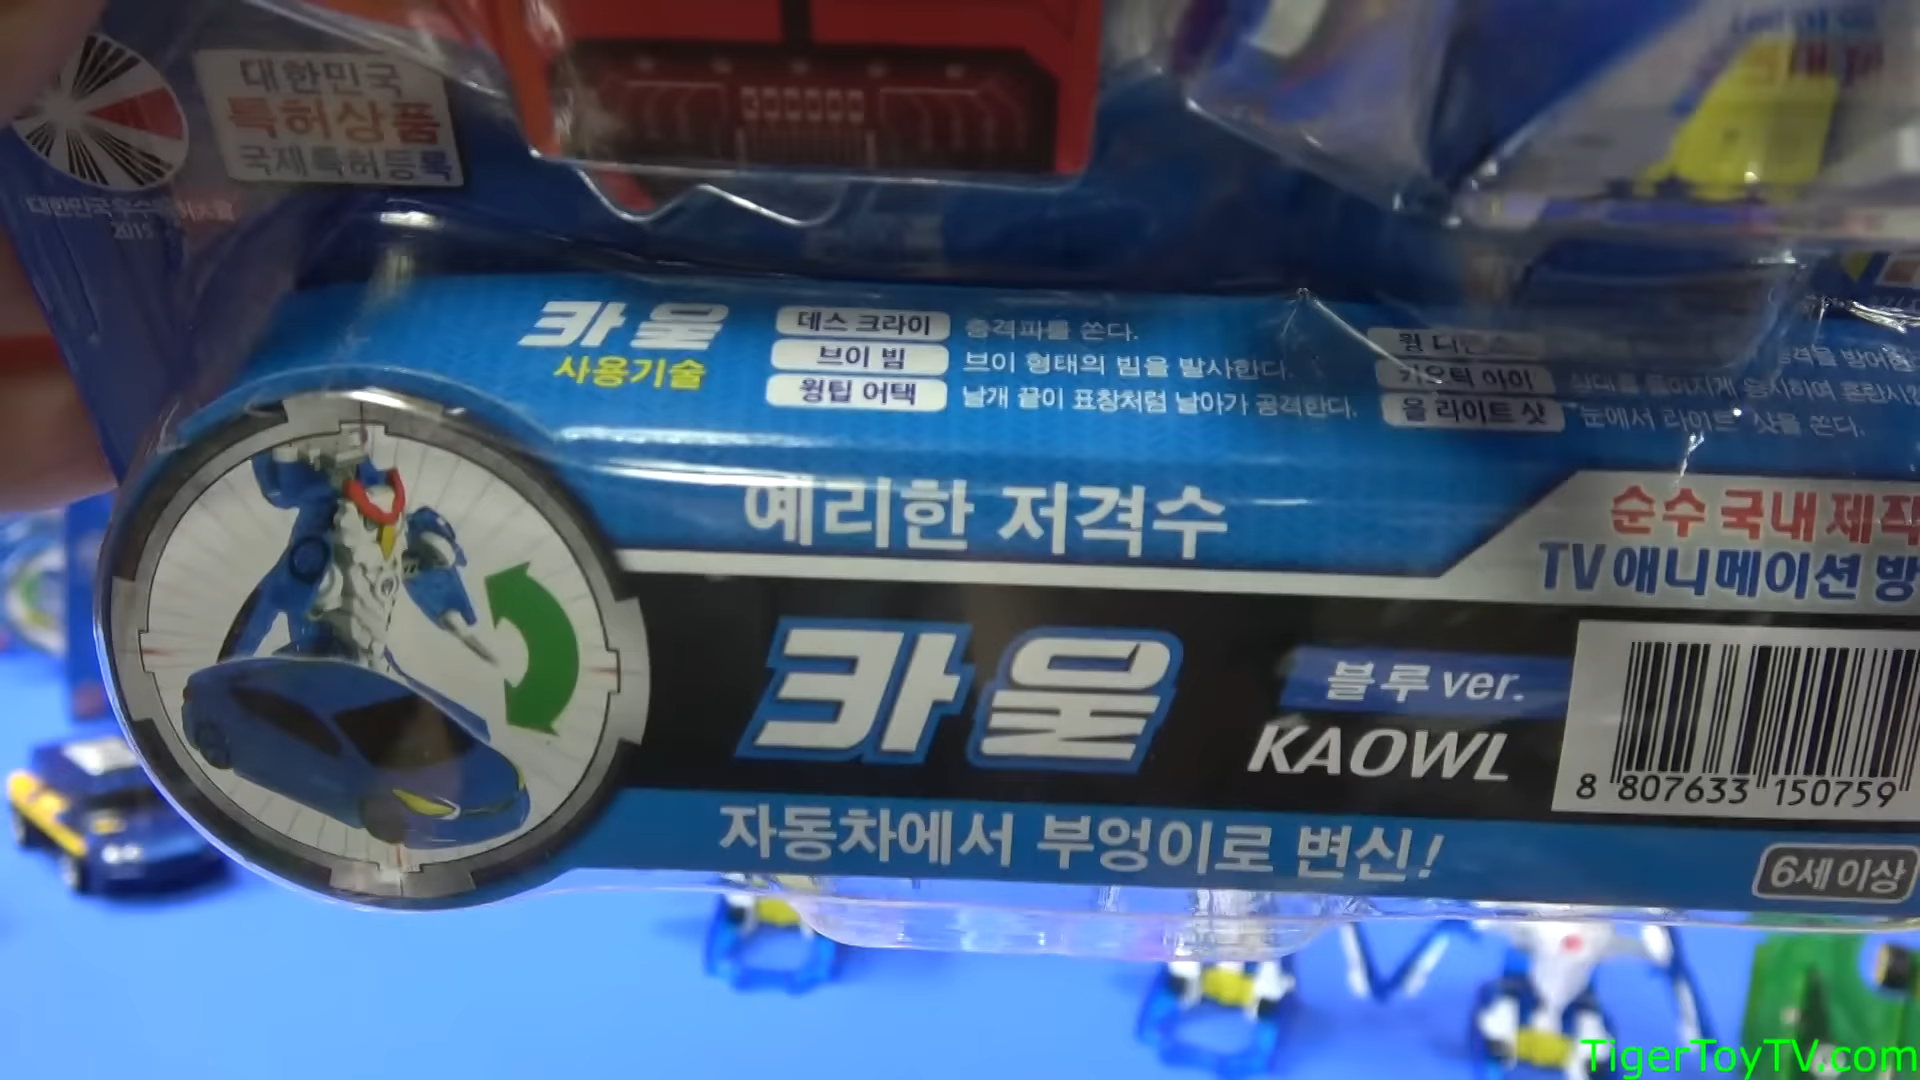 대한민국
특허상품
국제특허등록
2015
카울
사용기술
데스 크라이 충격파를 쏜다.
브이 빔 브이 형태의 빔을 발사한다.
윙팁 어택 날개 끝이 표창처럼 날아가 공격한다.
카오틱 아이
올 라이트 샷 눈에서 라이트 샷을 쏜다.
예리한 저격수
순수 국내 제작
TV 애니메이션 방
카울
블루 ver.
KAOWL
8 807633 150759
자동차에서 부엉이로 변신!
6세 이상
TigerToyTV.com